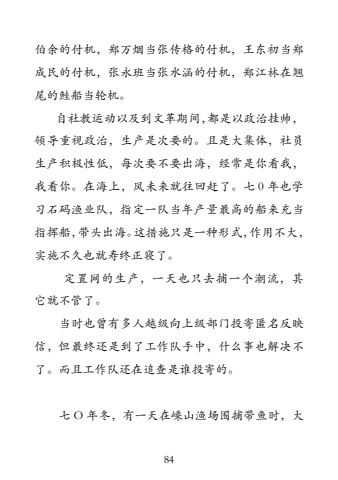 伯余的付机，郑万烟当张传格的付机，王东初当郑
成民的付机，张永班当张水涵的付机，郑江林在翘
尾的鲑船当轮机。
自社教运动以及到文革期间，都是以政治挂帅，
领导重视政治，生产是次要的。且是大集体，社员
生产积极性低，每次要不要出海，经常是你看我，
我看你。在海上，风未来就往回赶了。七０年也学
习石码渔业队，指定一队当年产量最高的船来充当
指挥船，带头出海。这措施只是一种形式，作用不大，
实施不久也就寿终正寝了。
定置网的生产，一天也只去捕一个潮流，其
它就不管了。
当时也曾有多人越级向上级部门投寄匿名反映
信，但最终还是到了工作队手中，什么事也解决不
了。而且工作队还在追查是谁投寄的。
七Ｏ年冬，有一天在嵊山渔场围捕带鱼时，大
84